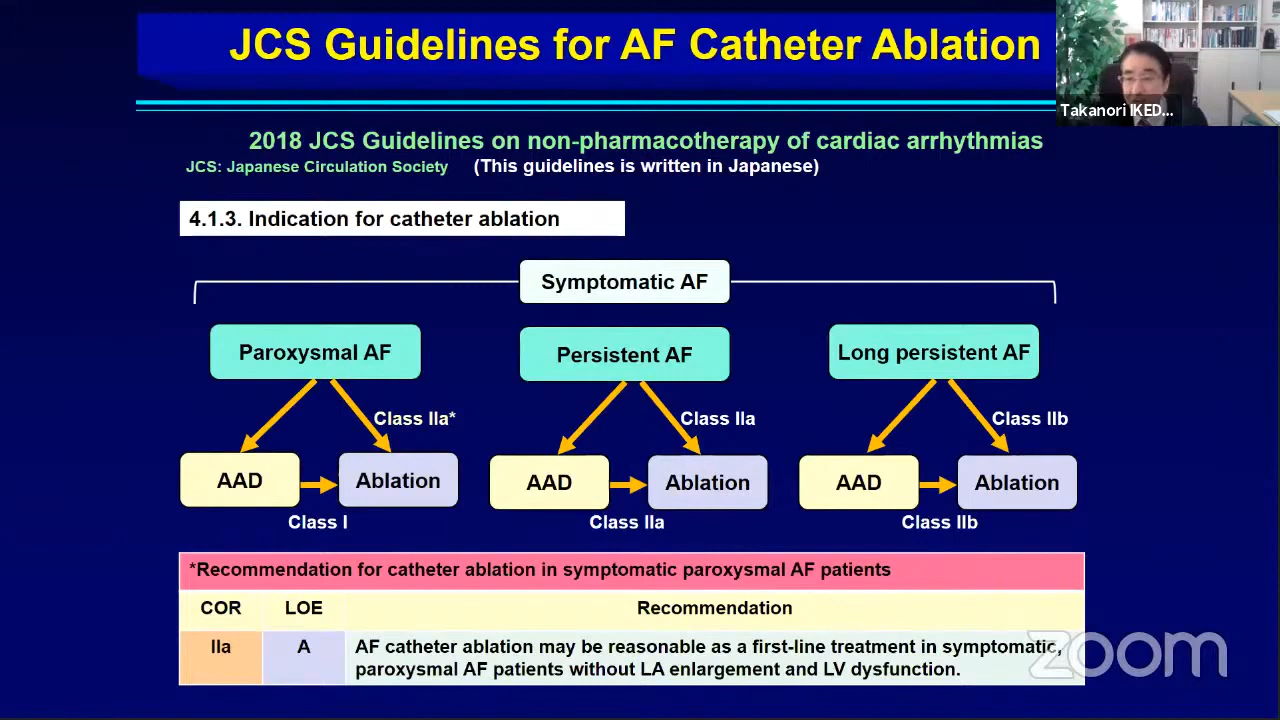 JCS Guidelines for AF Catheter Ablation
Takanori IKED...
2018 JCS Guidelines on non-pharmacotherapy of cardiac arrhythmias
JCS: Japanese Circulation Society (This guidelines is written in Japanese)
4.1.3. Indication for catheter ablation
Symptomatic AF
Paroxysmal AF Persistent AF Long persistent AF
Class IIa* Class IIa Class IIb
AAD Ablation AAD Ablation AAD Ablation
Class I Class IIa Class IIb
*Recommendation for catheter ablation in symptomatic paroxysmal AF patients
COR LOE Recommendation
IIa A AF catheter ablation may be reasonable as a first-line treatment in symptomatic,
paroxysmal AF patients without LA enlargement and LV dysfunction.
zoom